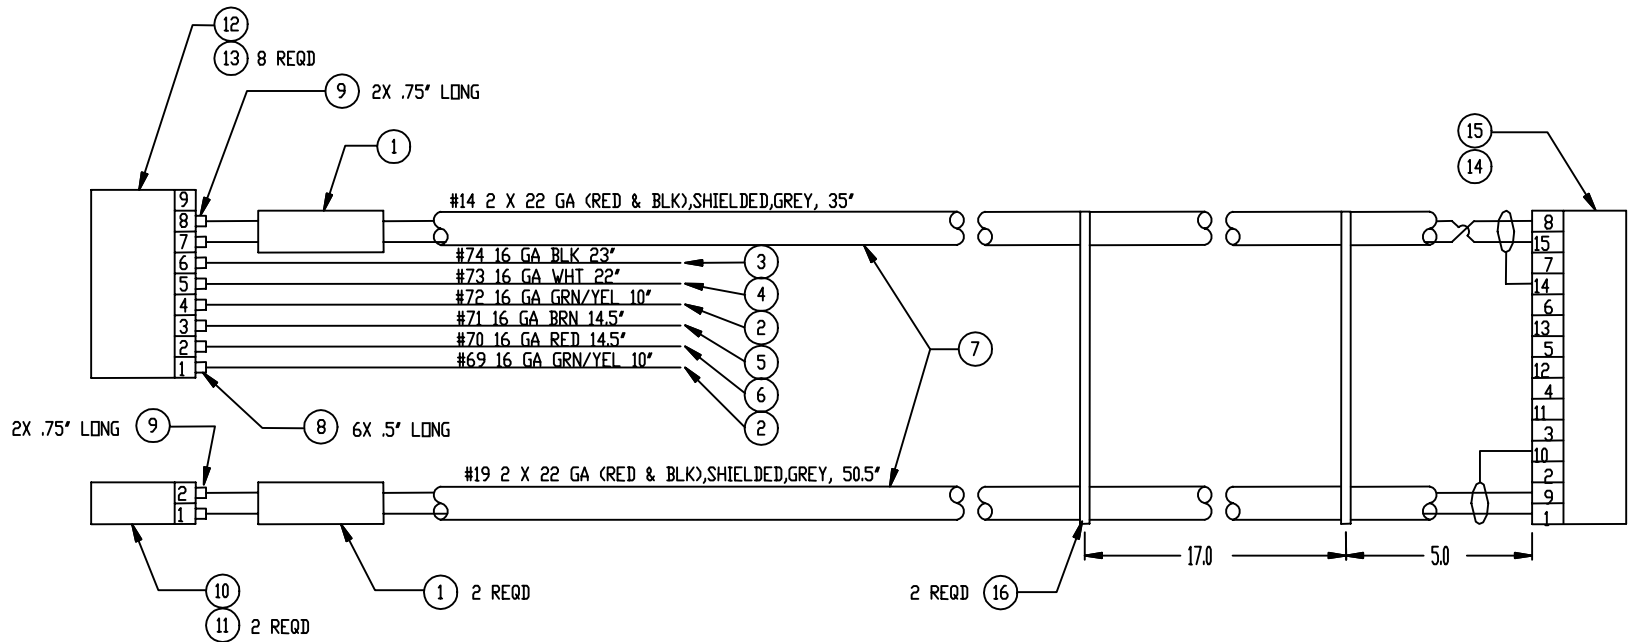 12
13 8 REQD
9 2X .75" LONG
1
15
14
9
8
7
6
5
4
3
2
1
#14 2 X 22 GA (RED & BLK),SHIELDED,GREY, 35"
#74 16 GA BLK 23"
#73 16 GA WHT 22"
#72 16 GA GRN/YEL 10"
#71 16 GA BRN 14.5"
#70 16 GA RED 14.5"
#69 16 GA GRN/YEL 10"
3
4
2
5
6
2
7
8
15
7
14
6
13
5
12
4
11
3
10
2
9
1
8 6X .5" LONG
2X .75" LONG 9
#19 2 X 22 GA (RED & BLK),SHIELDED,GREY, 50.5"
2
1
17.0
5.0
10
11 2 REQD
1 2 REQD
2 REQD 16